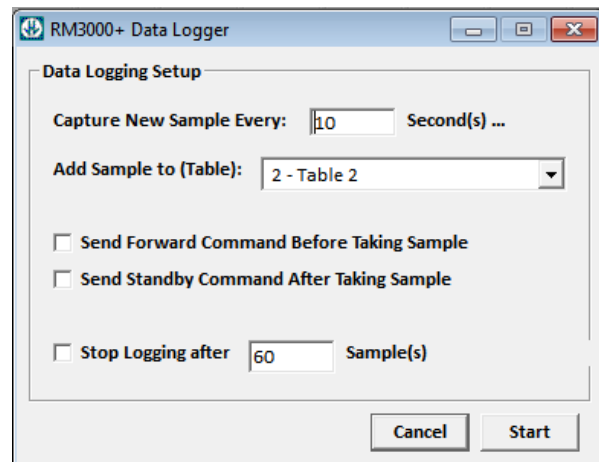 RM3000+ Data Logger
Data Logging Setup
Capture New Sample Every: 10 Second(s) ...
Add Sample to (Table): 2 - Table 2
Send Forward Command Before Taking Sample
Send Standby Command After Taking Sample
Stop Logging after 60 Sample(s)
Cancel Start